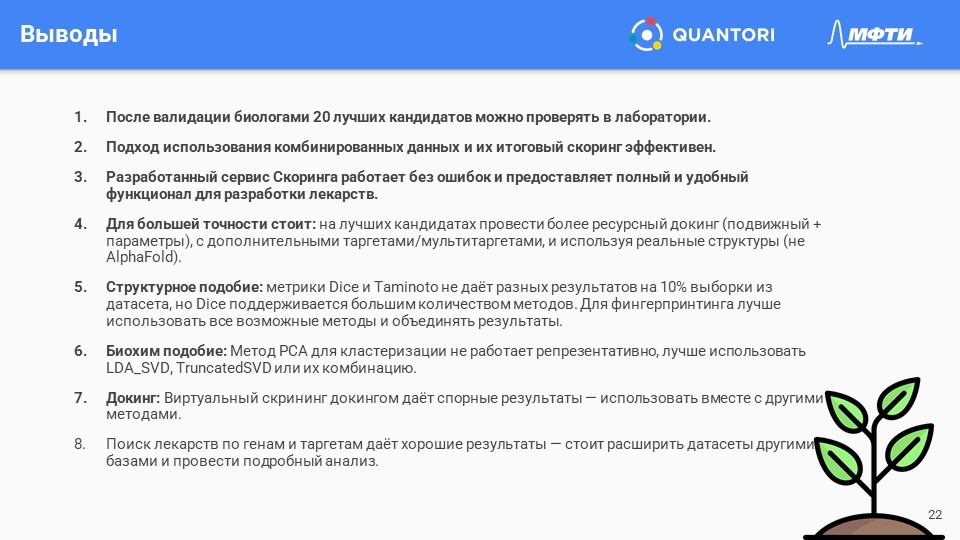 Выводы
QUANTORI
МФТИ
1. После валидации биологами 20 лучших кандидатов можно проверять в лаборатории.
2. Подход использования комбинированных данных и их итоговый скоринг эффективен.
3. Разработанный сервис Скоринга работает без ошибок и предоставляет полный и удобный
функционал для разработки лекарств.
4. Для большей точности стоит: на лучших кандидатах провести более ресурсный докинг (подвижный +
параметры), с дополнительными таргетами/мультитаргетами, и используя реальные структуры (не
AlphaFold).
5. Структурное подобие: метрики Dice и Taminoto не даёт разных результатов на 10% выборки из
датасета, но Dice поддерживается большим количеством методов. Для фингерпринтинга лучше
использовать все возможные методы и объединять результаты.
6. Биохим подобие: Метод PCA для кластеризации не работает репрезентативно, лучше использовать
LDA_SVD, TruncatedSVD или их комбинацию.
7. Докинг: Виртуальный скрининг докингом даёт спорные результаты — использовать вместе с другими
методами.
8. Поиск лекарств по генам и таргетам даёт хорошие результаты — стоит расширить датасеты другими
базами и провести подробный анализ.
22